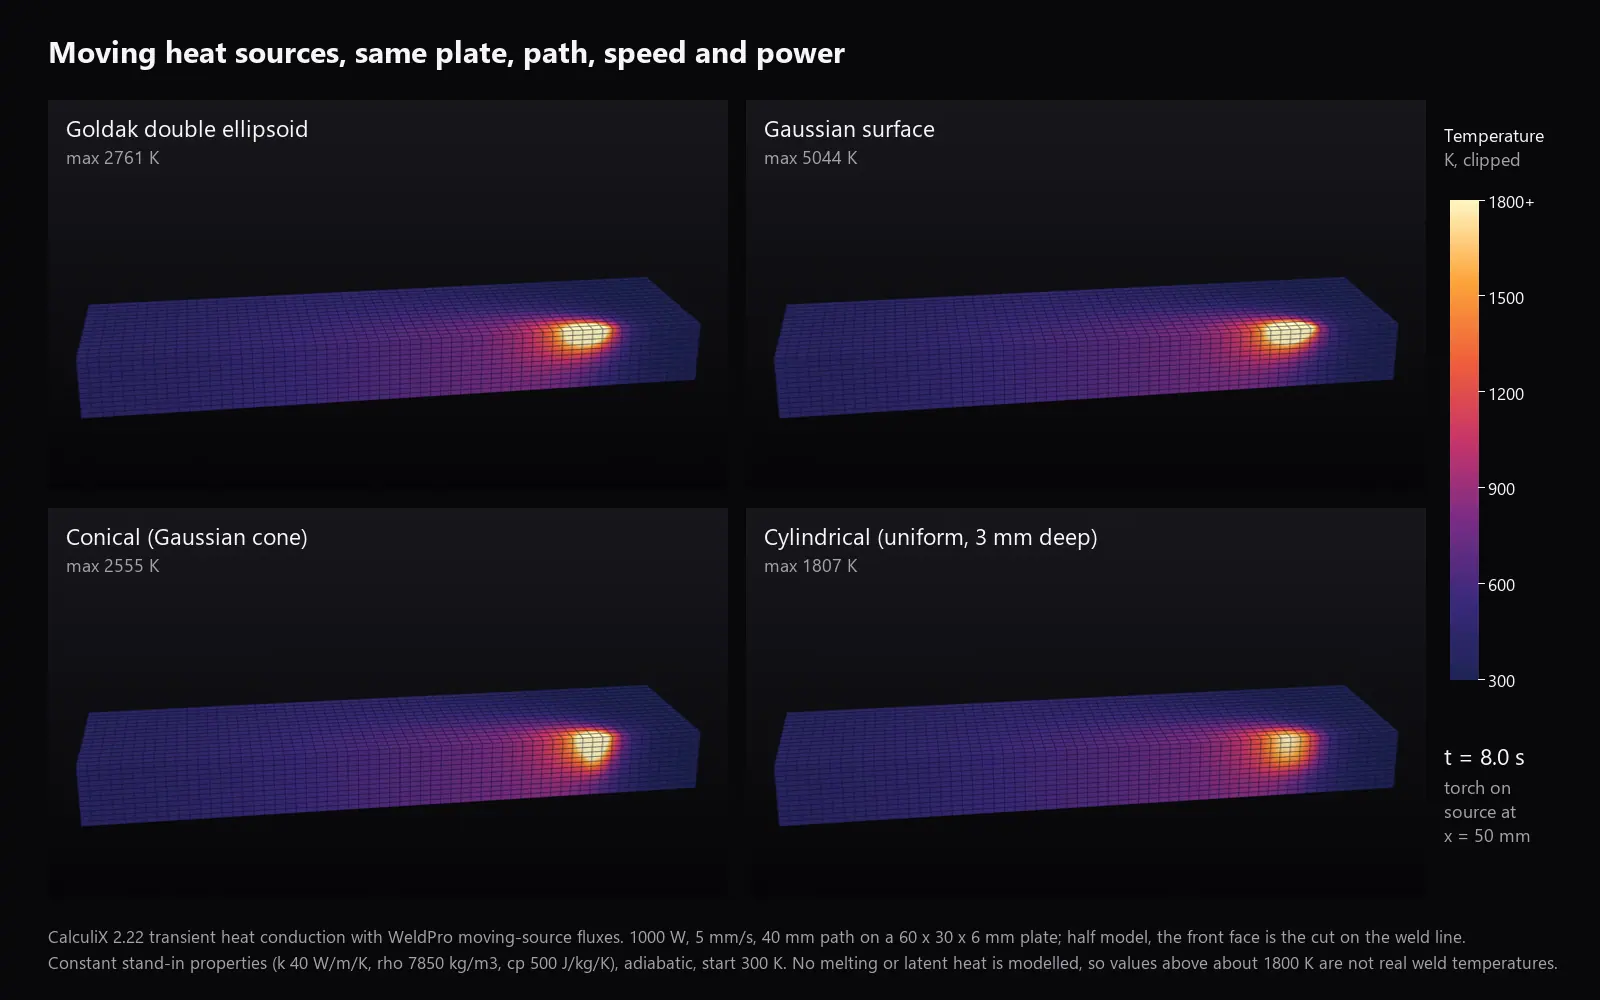 Moving heat sources, same plate, path, speed and power
Goldak double ellipsoid
max 2761 K
Gaussian surface
max 5044 K
Temperature
K, clipped
1800+
1500
1200
900
600
300
Conical (Gaussian cone)
max 2555 K
Cylindrical (uniform, 3 mm deep)
max 1807 K
t = 8.0 s
torch on
source at
x = 50 mm
CalculiX 2.22 transient heat conduction with WeldPro moving-source fluxes. 1000 W, 5 mm/s, 40 mm path on a 60 x 30 x 6 mm plate; half model, the front face is the cut on the weld line.
Constant stand-in properties (k 40 W/m/K, rho 7850 kg/m3, cp 500 J/kg/K), adiabatic, start 300 K. No melting or latent heat is modelled, so values above about 1800 K are not real weld temperatures.